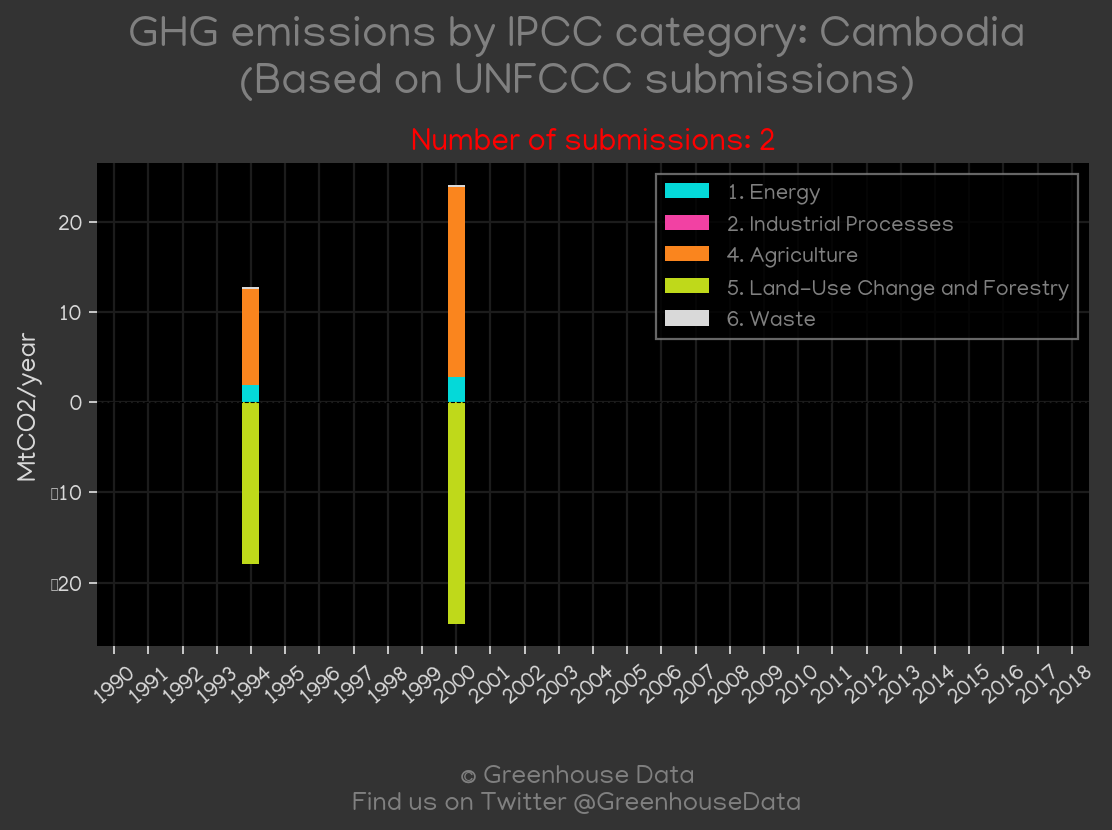 GHG emissions by IPCC category: Cambodia
(Based on UNFCCC submissions)
Number of submissions: 2
1. Energy
2. Industrial Processes
4. Agriculture
5. Land-Use Change and Forestry
6. Waste
MtCO2/year
20
10
0
▯10
▯20
1990 1991 1992 1993 1994 1995 1996 1997 1998 1999 2000 2001 2002 2003 2004 2005 2006 2007 2008 2009 2010 2011 2012 2013 2014 2015 2016 2017 2018
© Greenhouse Data
Find us on Twitter @GreenhouseData